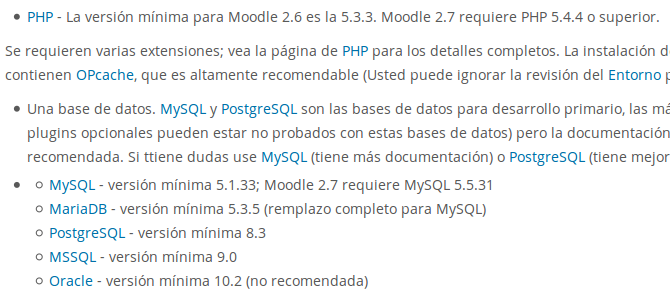 PHP - La versión mínima para Moodle 2.6 es la 5.3.3. Moodle 2.7 requiere PHP 5.4.4 o superior.
Se requieren varias extensiones; vea la página de PHP para los detalles completos. La instalación d
contienen OPcache, que es altamente recomendable (Usted puede ignorar la revisión del Entorno p
Una base de datos. MySQL y PostgreSQL son las bases de datos para desarrollo primario, las má
plugins opcionales pueden estar no probados con estas bases de datos) pero la documentación
recomendada. Si ttiene dudas use MySQL (tiene más documentación) o PostgreSQL (tiene mejor
MySQL - versión mínima 5.1.33; Moodle 2.7 requiere MySQL 5.5.31
MariaDB - versión mínima 5.3.5 (remplazo completo para MySQL)
PostgreSQL - versión mínima 8.3
MSSQL - versión mínima 9.0
Oracle - versión mínima 10.2 (no recomendada)